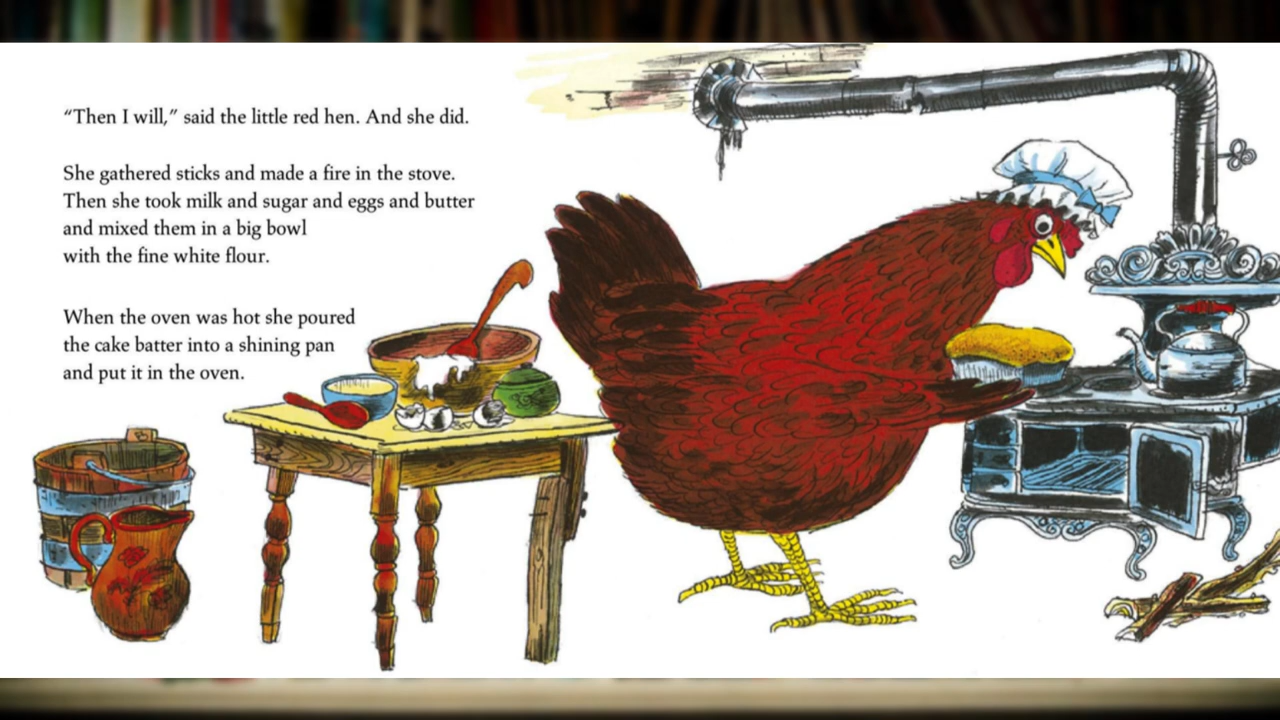 “Then I will,” said the little red hen. And she did.
She gathered sticks and made a fire in the stove.
Then she took milk and sugar and eggs and butter
and mixed them in a big bowl
with the fine white flour.
When the oven was hot she poured
the cake batter into a shining pan
and put it in the oven.